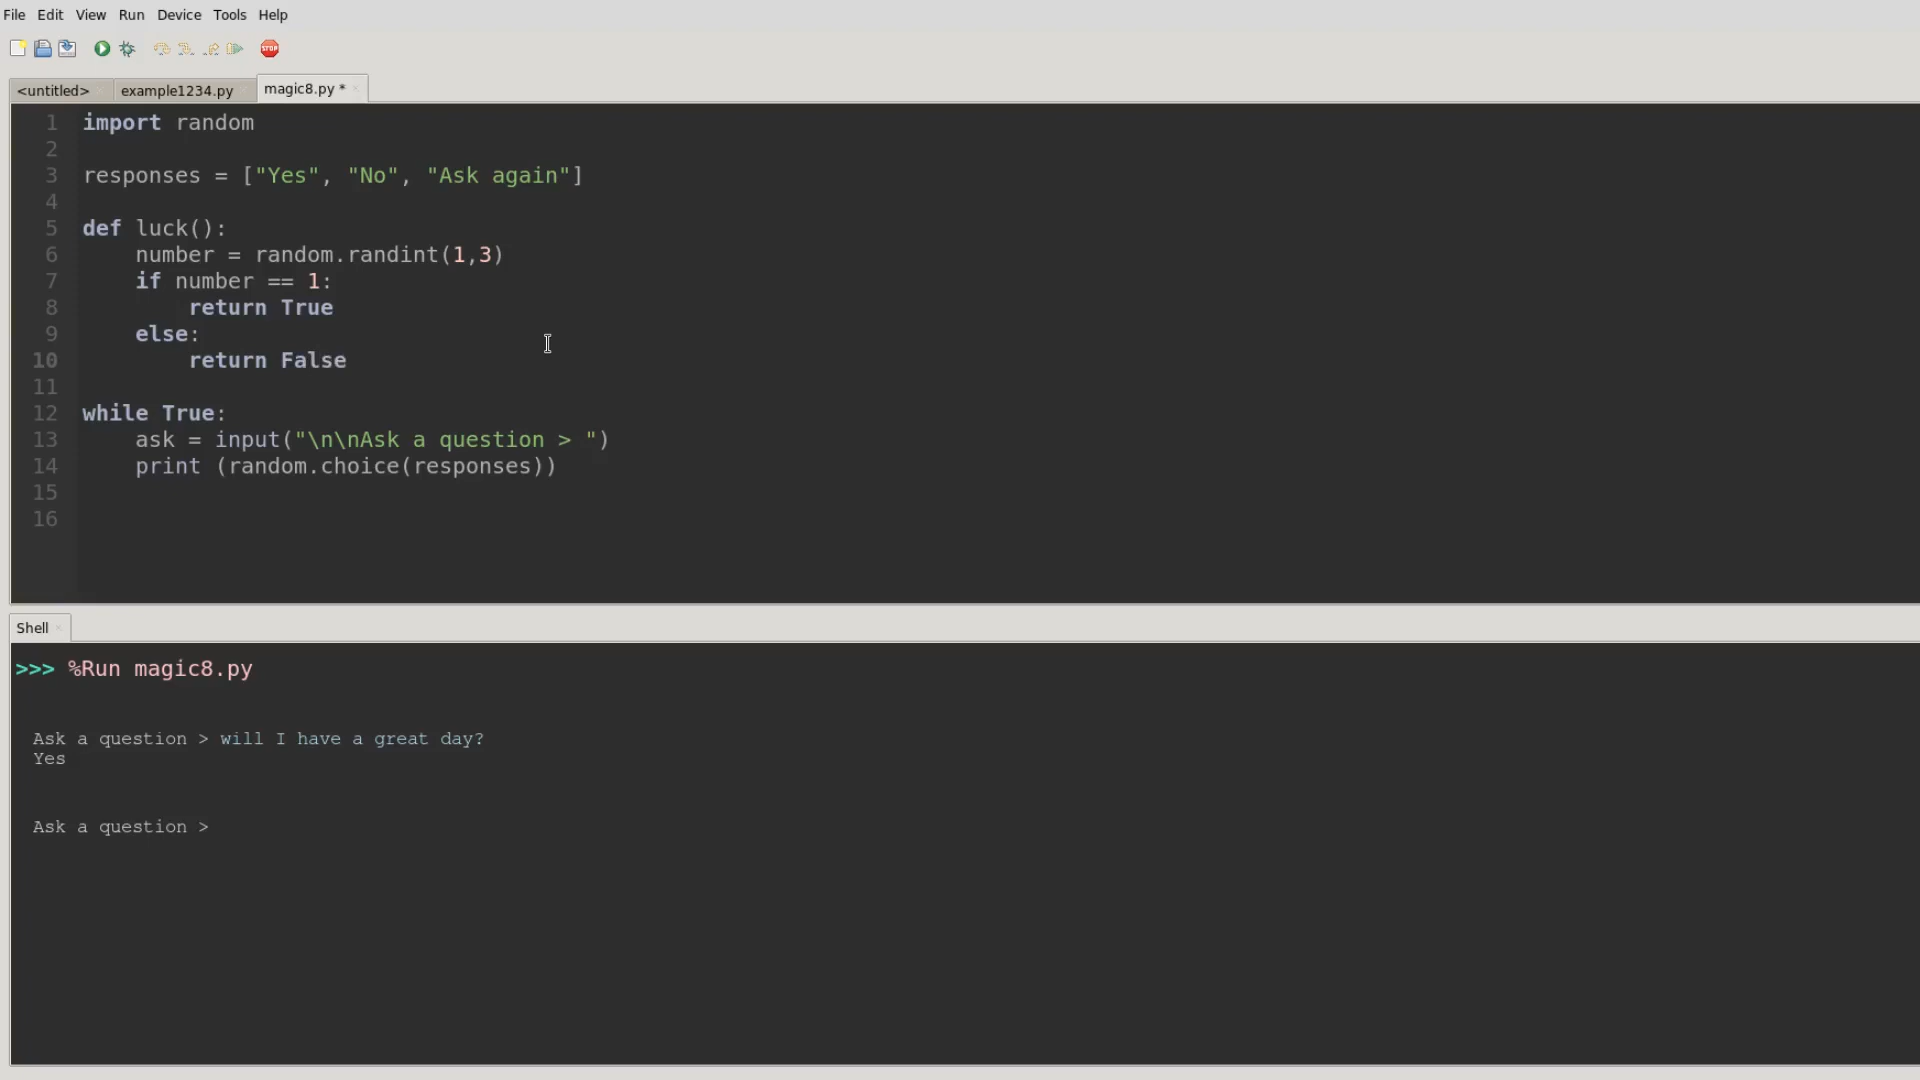 File Edit View Run Device Tools Help
STOP
<untitled> example1234.py magic8.py *
1 import random
2
3 responses = ["Yes", "No", "Ask again"]
4
5 def luck():
6     number = random.randint(1,3)
7     if number == 1:
8         return True
9     else:
10         return False
11
12 while True:
13     ask = input("\n\nAsk a question > ")
14     print (random.choice(responses))
15
16
Shell
>>> %Run magic8.py
Ask a question > will I have a great day?
Yes
Ask a question >